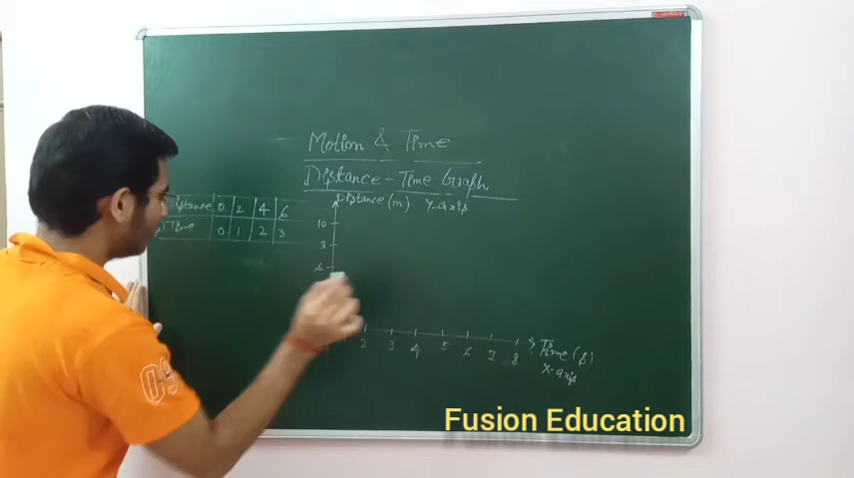 Motion & Time
Distance - Time Graph
Distance (m) Y-axis
Distance 0 2 4 6
Time 0 1 2 3
10
8
6
2 3 4 5 6 7 8
Time (s)
X-axis
09
Fusion Education